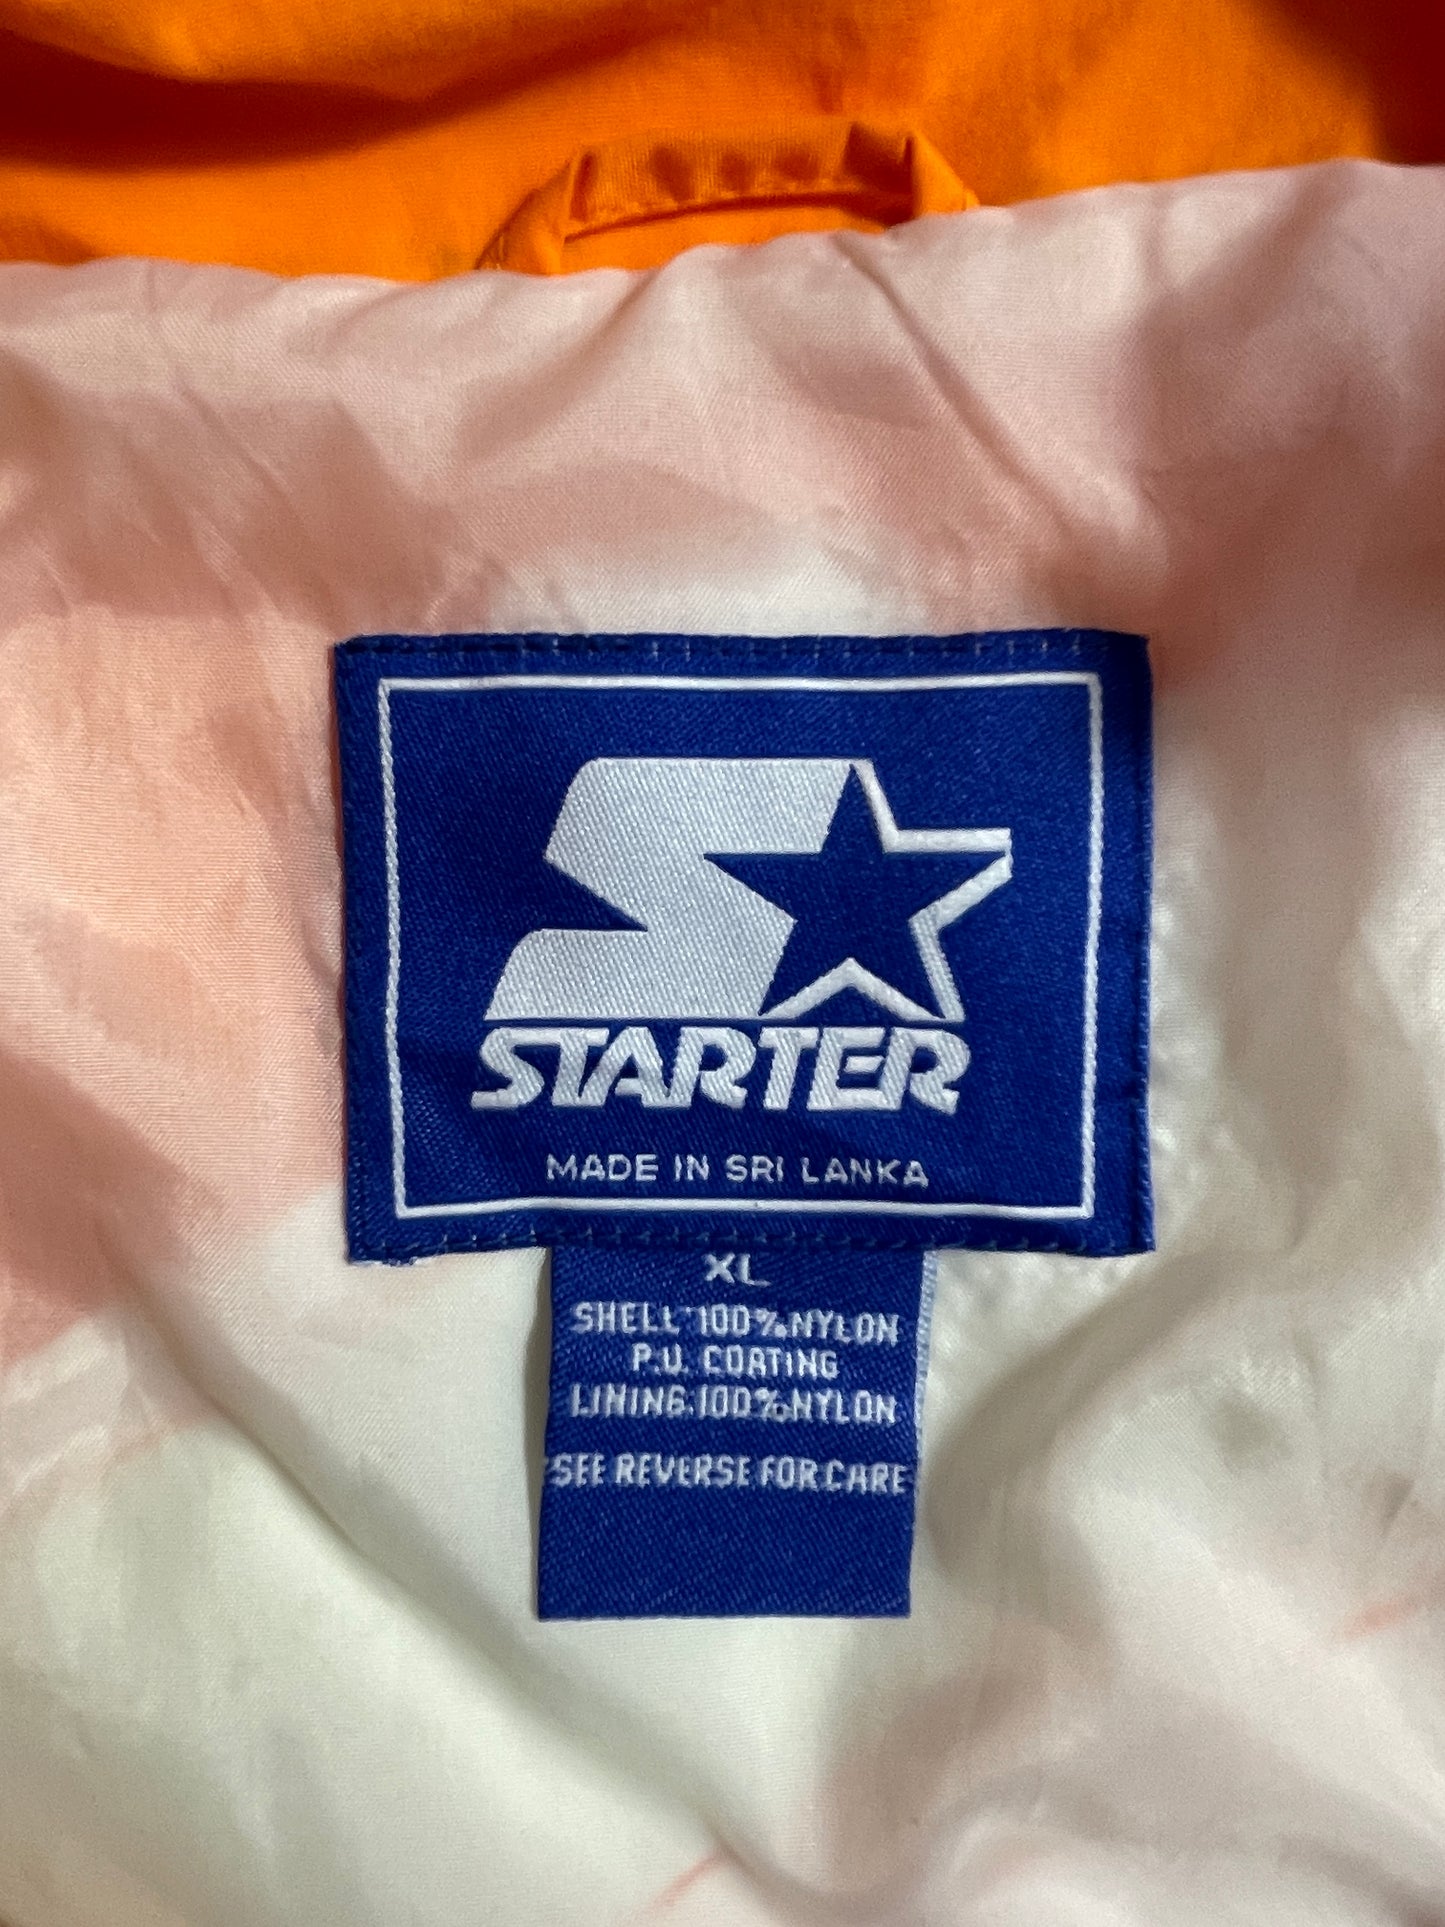 STARTER
MADE IN SRI LANKA
XL
SHELL 100% NYLON
P.U. COATING
LINING 100% NYLON
SEE REVERSE FOR CARE